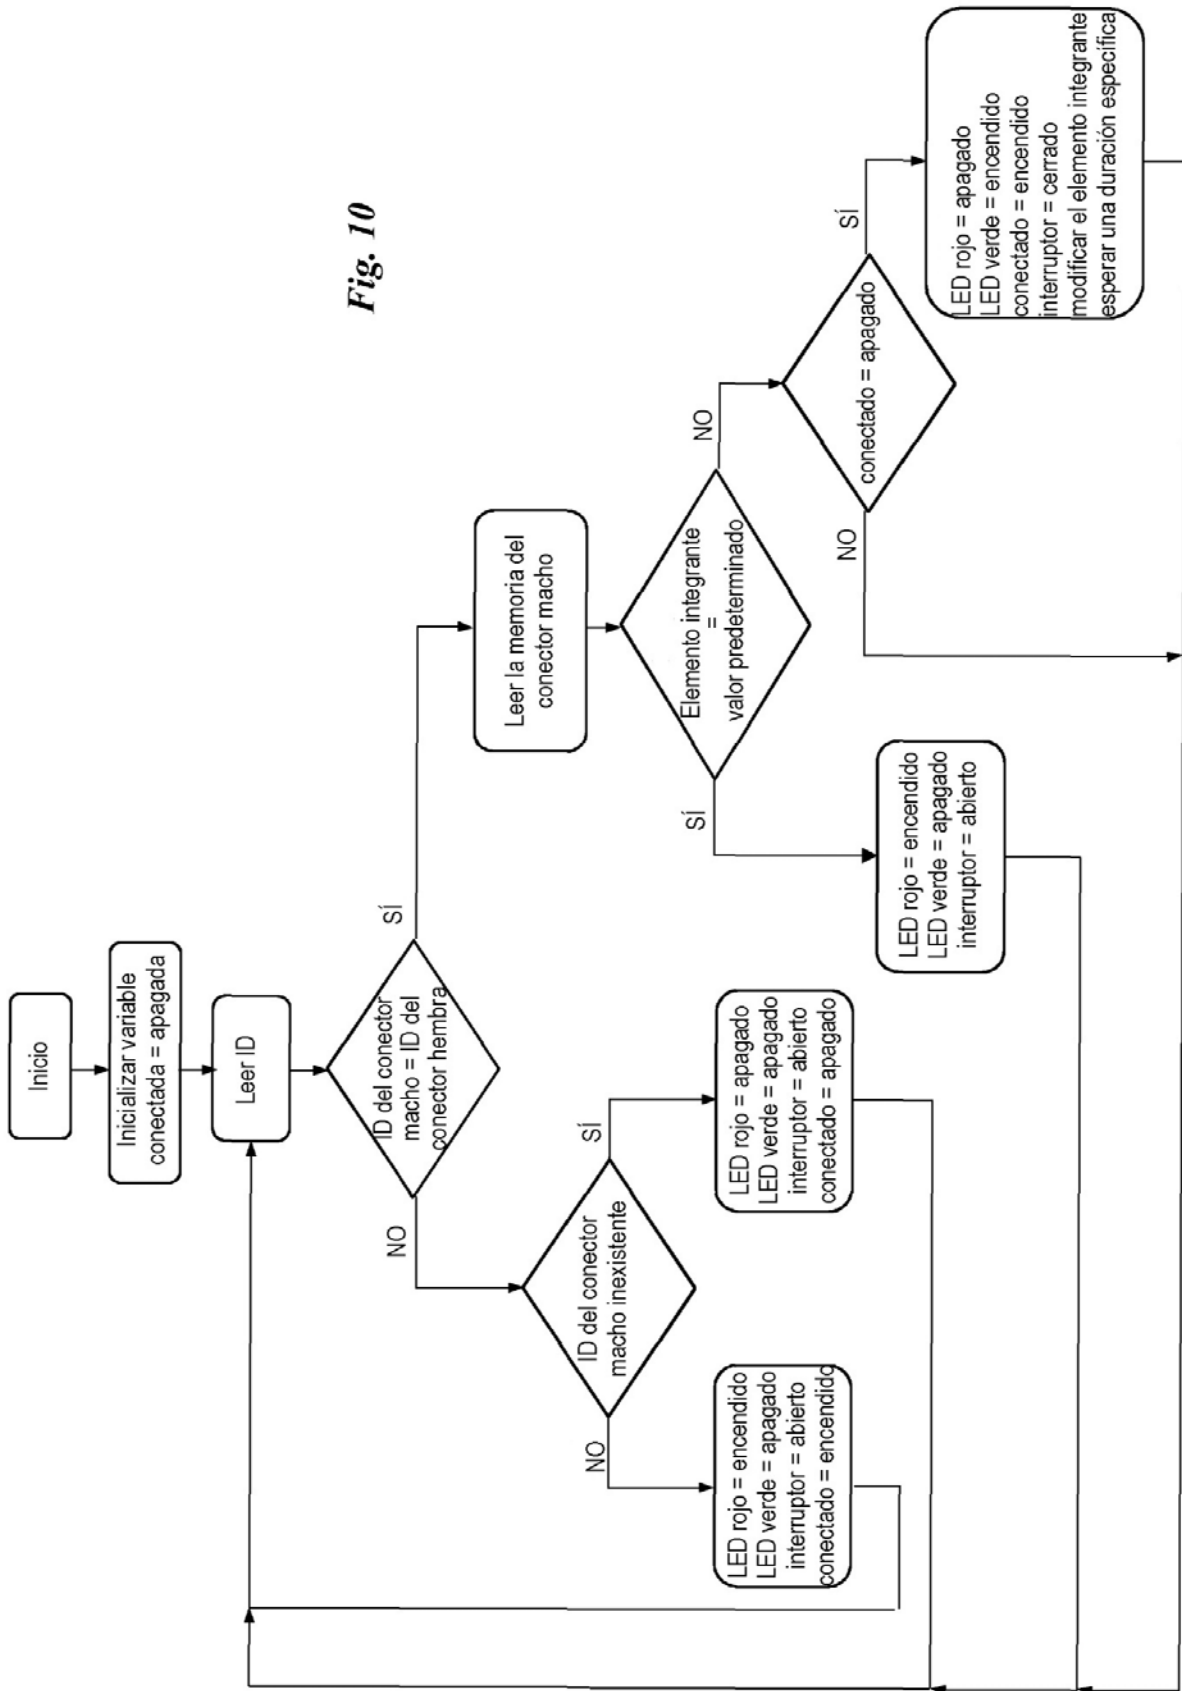 Fig. 10
Inicio
Inicializar variable
conectada = apagada
Leer ID
ID del conector
macho = ID del
conector hembra
SÍ
NO
Leer la memoria del
conector macho
Elemento integrante
=
valor predeterminado
NO
SÍ
conectado = apagado
SÍ
NO
LED rojo = apagado
LED verde = encendido
conectado = encendido
interruptor = cerrado
modificar el elemento integrante
esperar una duración específica
LED rojo = encendido
LED verde = apagado
interruptor = abierto
ID del conector
macho inexistente
SÍ
NO
LED rojo = apagado
LED verde = apagado
interruptor = abierto
conectado = apagado
LED rojo = encendido
LED verde = apagado
interruptor = abierto
conectado = encendido